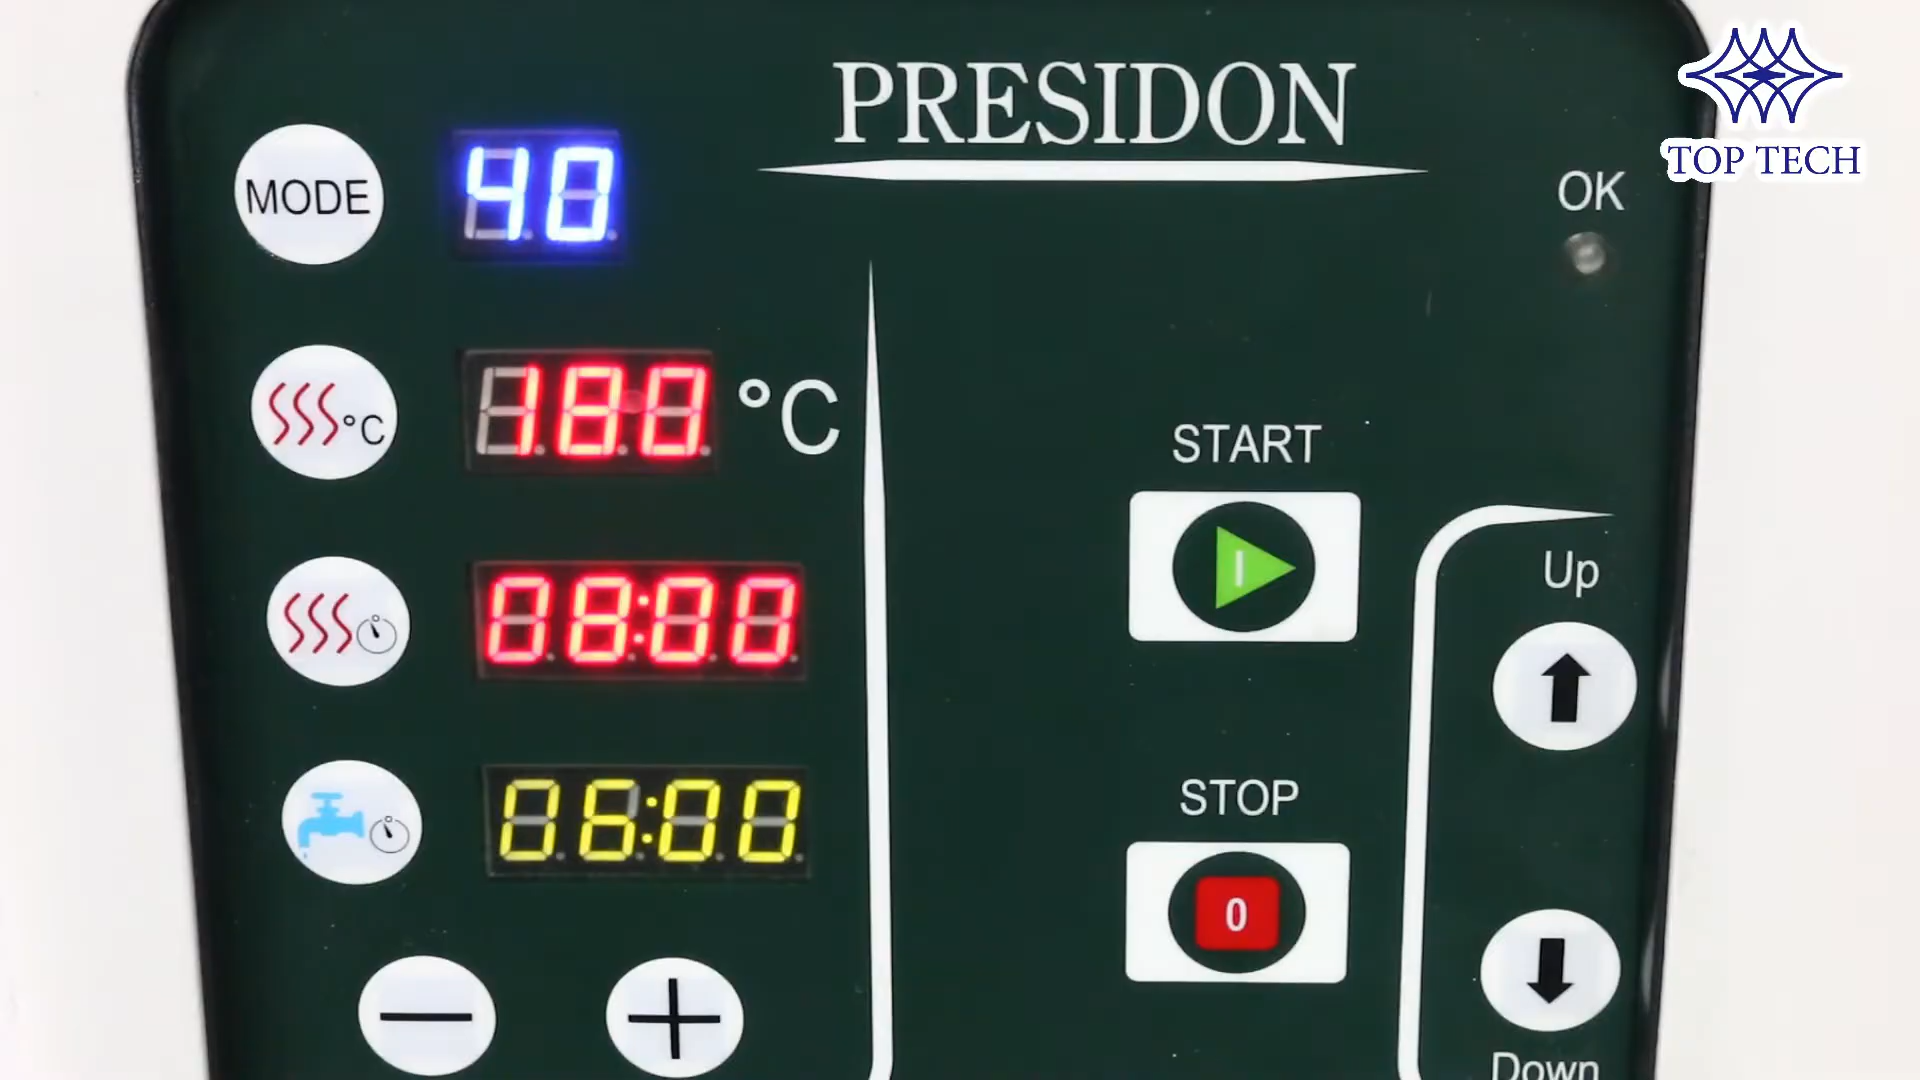 PRESIDON
TOP TECH
MODE
40
OK
°C
180 °C
START
08:00
Up
06:00
STOP
0
Down